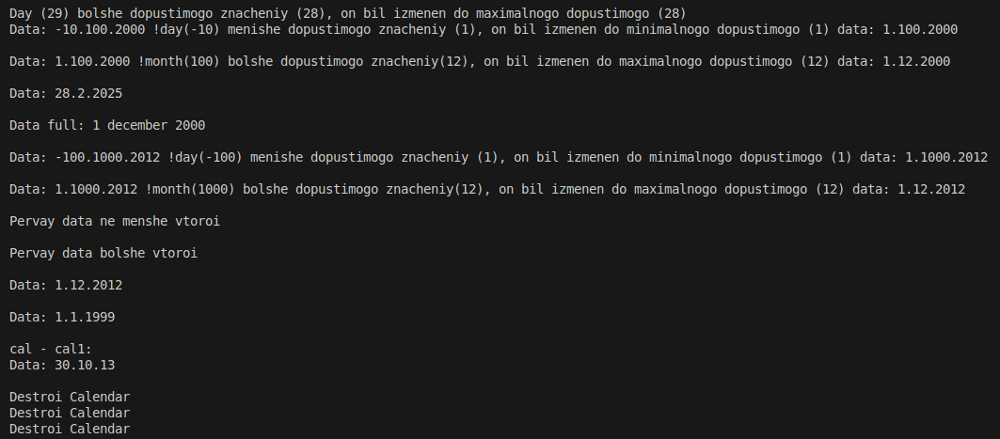 Day (29) bolshe dopustimogo znacheniy (28), on bil izmenen do maximalnogo dopustimogo (28)
Data: -10.100.2000 !day(-10) menishe dopustimogo znacheniy (1), on bil izmenen do minimalnogo dopustimogo (1) data: 1.100.2000
Data: 1.100.2000 !month(100) bolshe dopustimogo znacheniy(12), on bil izmenen do maximalnogo dopustimogo (12) data: 1.12.2000
Data: 28.2.2025
Data full: 1 december 2000
Data: -100.1000.2012 !day(-100) menishe dopustimogo znacheniy (1), on bil izmenen do minimalnogo dopustimogo (1) data: 1.1000.2012
Data: 1.1000.2012 !month(1000) bolshe dopustimogo znacheniy(12), on bil izmenen do maximalnogo dopustimogo (12) data: 1.12.2012
Pervay data ne menshe vtoroi
Pervay data bolshe vtoroi
Data: 1.12.2012
Data: 1.1.1999
cal - cal1:
Data: 30.10.13
Destroi Calendar
Destroi Calendar
Destroi Calendar